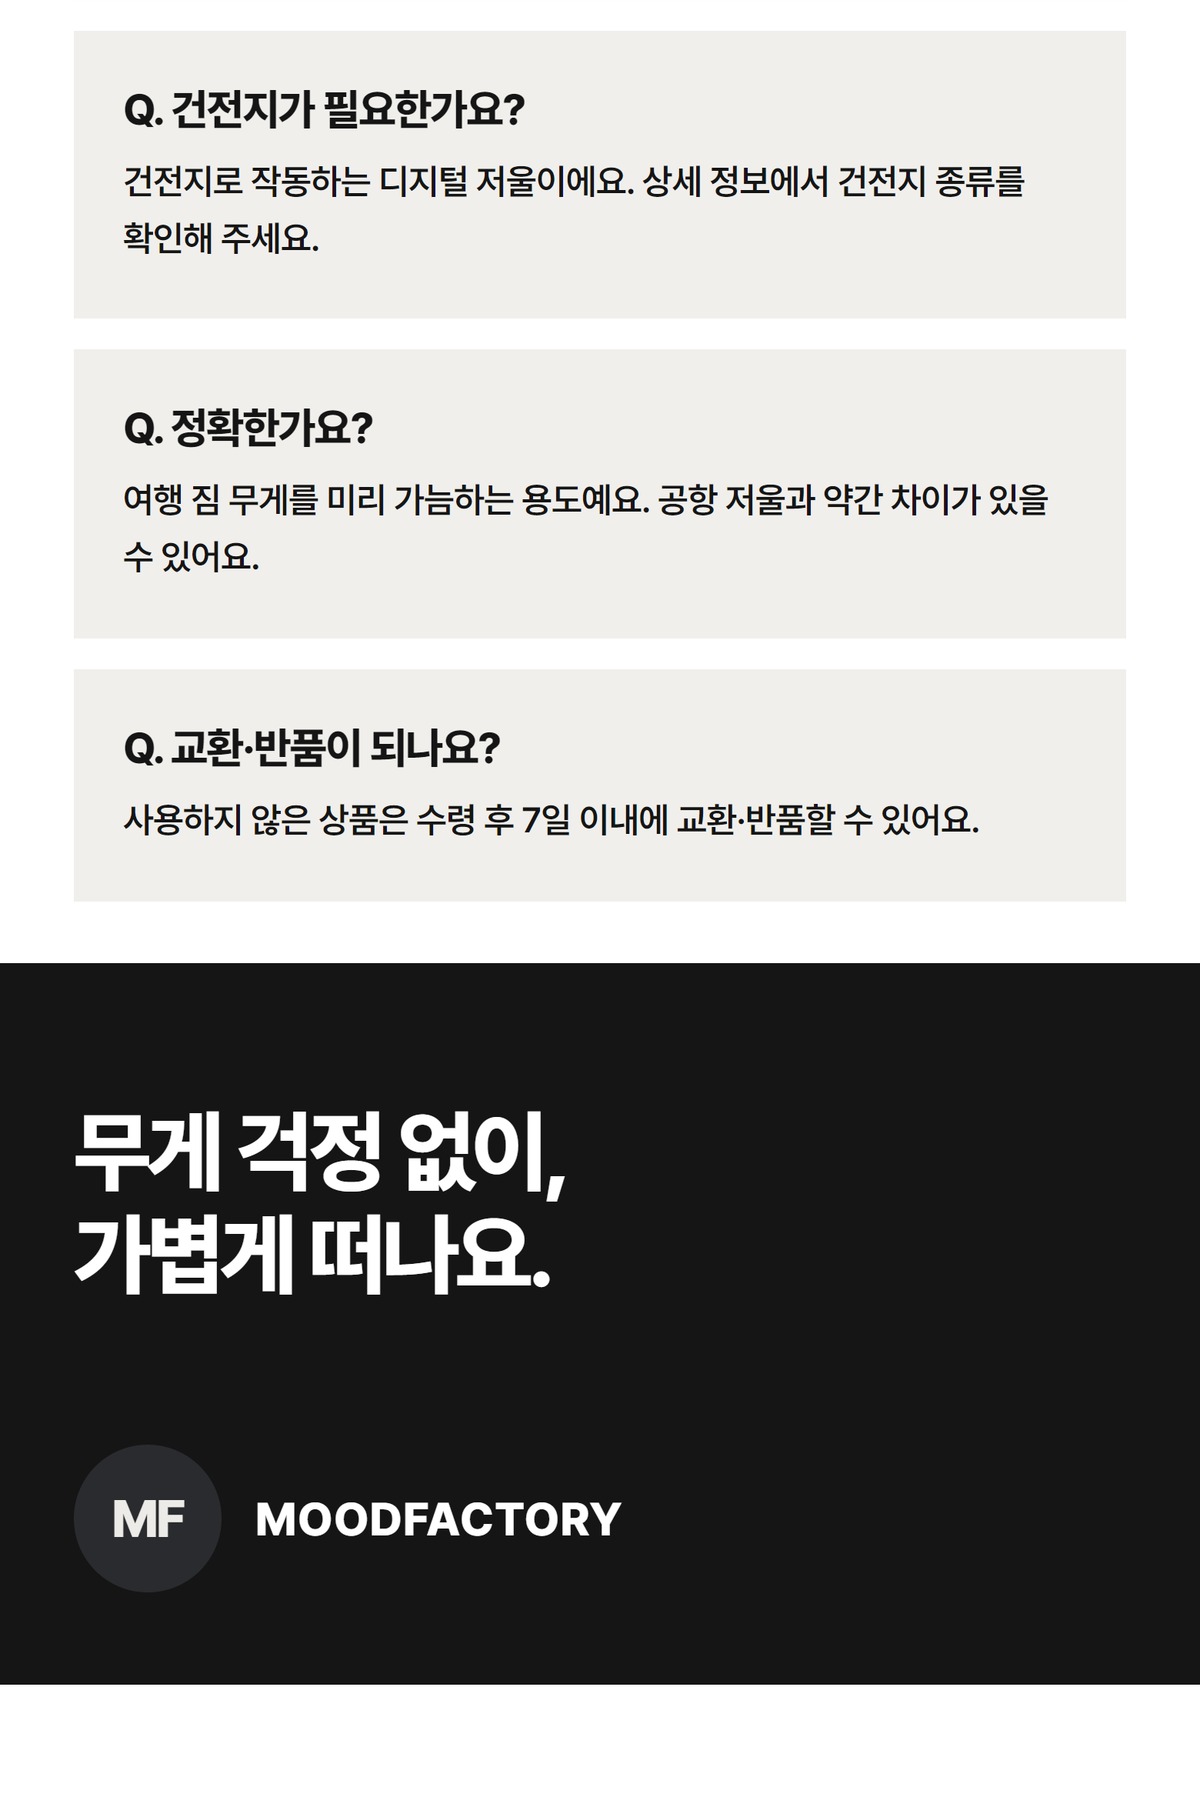 Q. 건전지가 필요한가요?
건전지로 작동하는 디지털 저울이에요. 상세 정보에서 건전지 종류를
확인해 주세요.
Q. 정확한가요?
여행 짐 무게를 미리 가늠하는 용도예요. 공항 저울과 약간 차이가 있을
수 있어요.
Q. 교환·반품이 되나요?
사용하지 않은 상품은 수령 후 7일 이내에 교환·반품할 수 있어요.
무게 걱정 없이,
가볍게 떠나요.
MF
MOODFACTORY